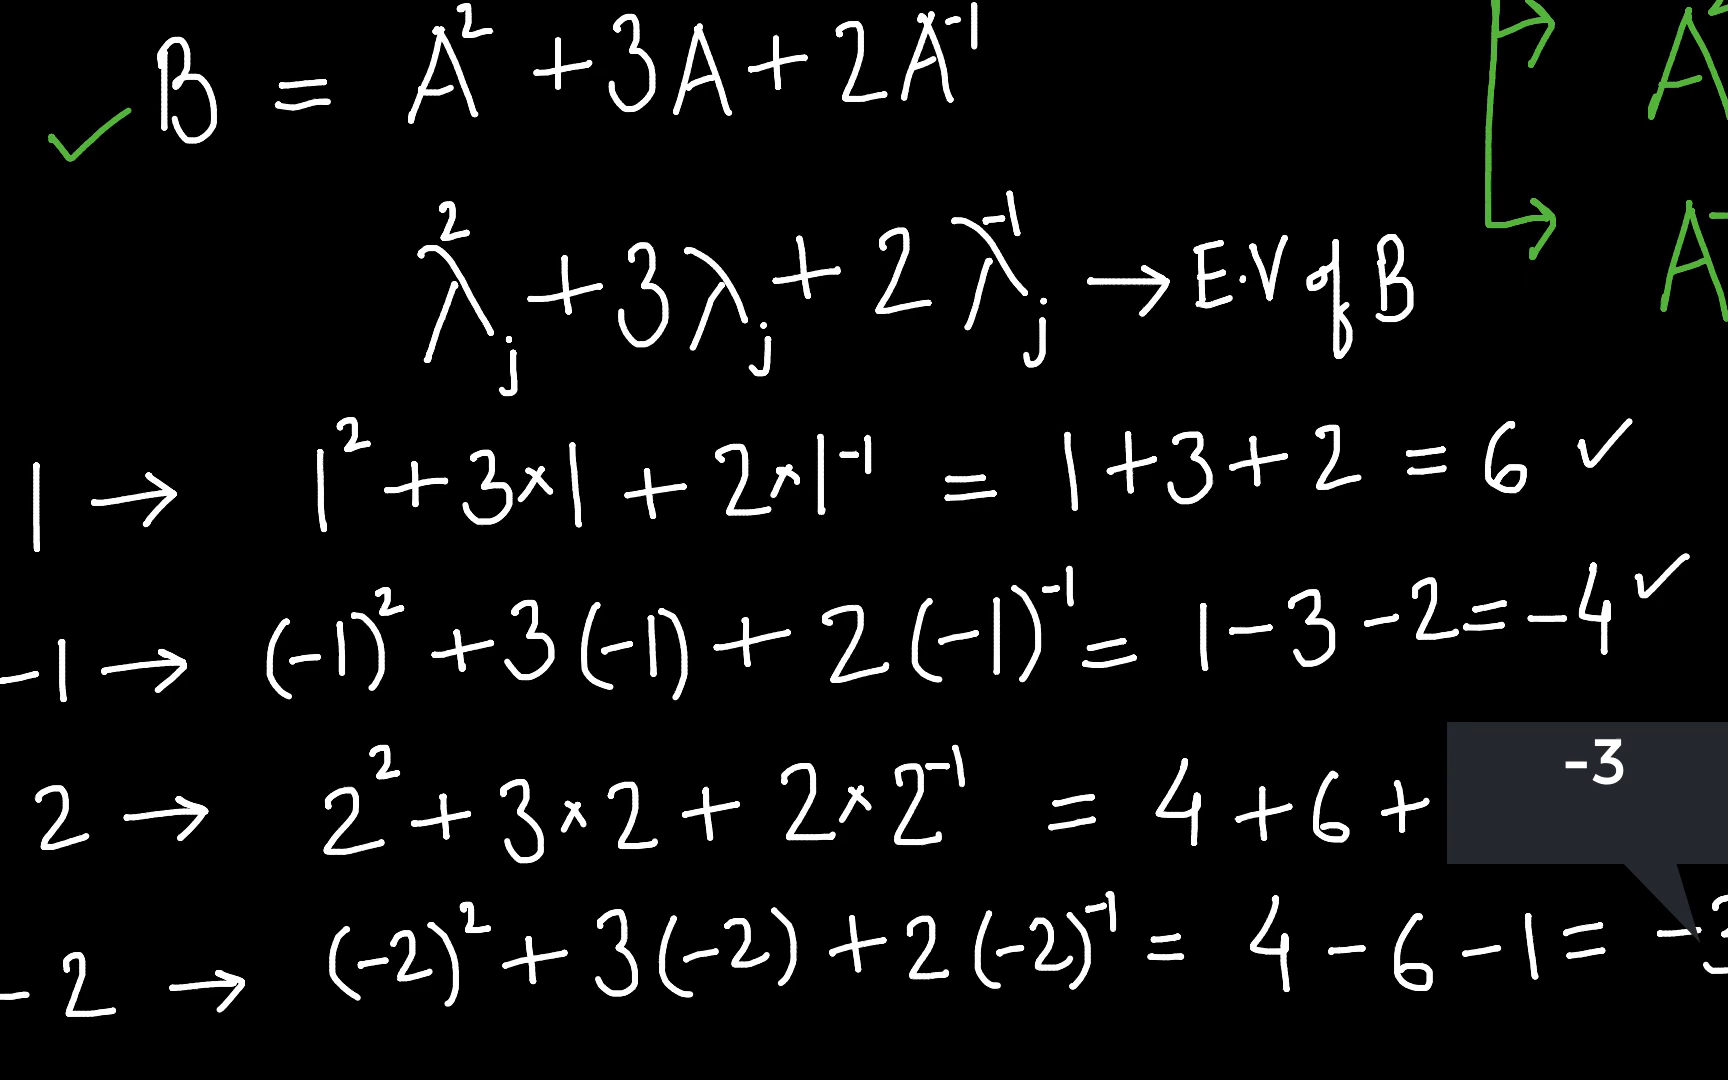 B = A² + 3A + 2A⁻¹
λⱼ² + 3λⱼ + 2λⱼ⁻¹ → E.V of B
1 → 1² + 3×1 + 2×1⁻¹ = 1+3+2 = 6 ✓
-1 → (-1)² + 3(-1) + 2(-1)⁻¹ = 1-3-2 = -4 ✓
2 → 2² + 3×2 + 2×2⁻¹ = 4+6+
-3
-2 → (-2)² + 3(-2) + 2(-2)⁻¹ = 4-6-1 = -3
A
A